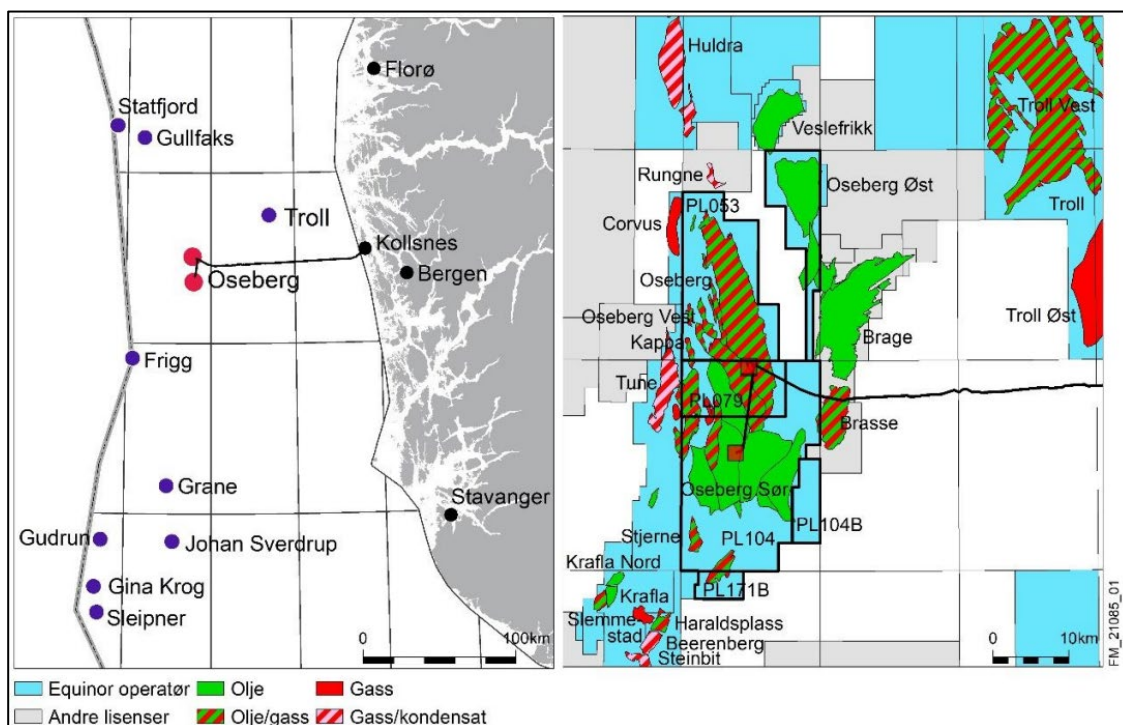 Florø
Statfjord
Gullfaks
Troll
Kollsnes
Bergen
Oseberg
Frigg
Grane
Stavanger
Gudrun
Johan Sverdrup
Gina Krog
Sleipner
0 100km
Huldra
Troll Vest
Veslefrikk
Rungne
Oseberg Øst
PL053
Troll
Corvus
Oseberg
Troll Øst
Oseberg Vest
Brage
Kappa
Tune
PL079
Brasse
Oseberg Sør
PL104B
Stjerne
PL104
Krafla Nord
PL171B
Krafla
Slemme-
stad
Haraldsplass
Beerenberg
Steinbit
0 10km
FM_21085_01
Equinor operatør
Olje
Gass
Andre lisenser
Olje/gass
Gass/kondensat